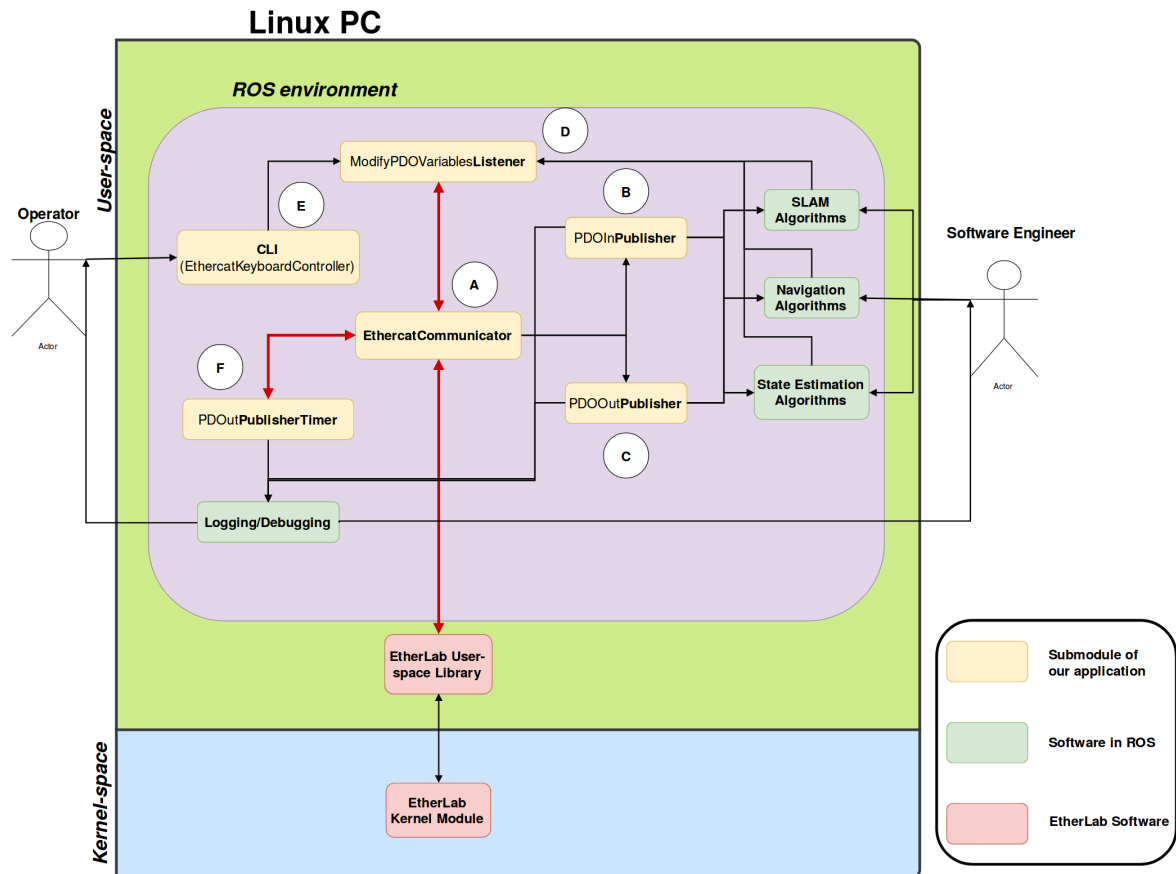 Linux PC
ROS environment
User-space
D
ModifyPDOVariablesListener
B
SLAM
Algorithms
E
Operator
CLI
(EthercatKeyboardController)
PDOInPublisher
Software Engineer
A
Navigation
Algorithms
EthercatCommunicator
Actor
F
State Estimation
Algorithms
Actor
PDOutPublisherTimer
PDOOutPublisher
C
Logging/Debugging
EtherLab User-
space Library
Submodule of
our application
Software in ROS
Kernel-space
EtherLab
Kernel Module
EtherLab Software